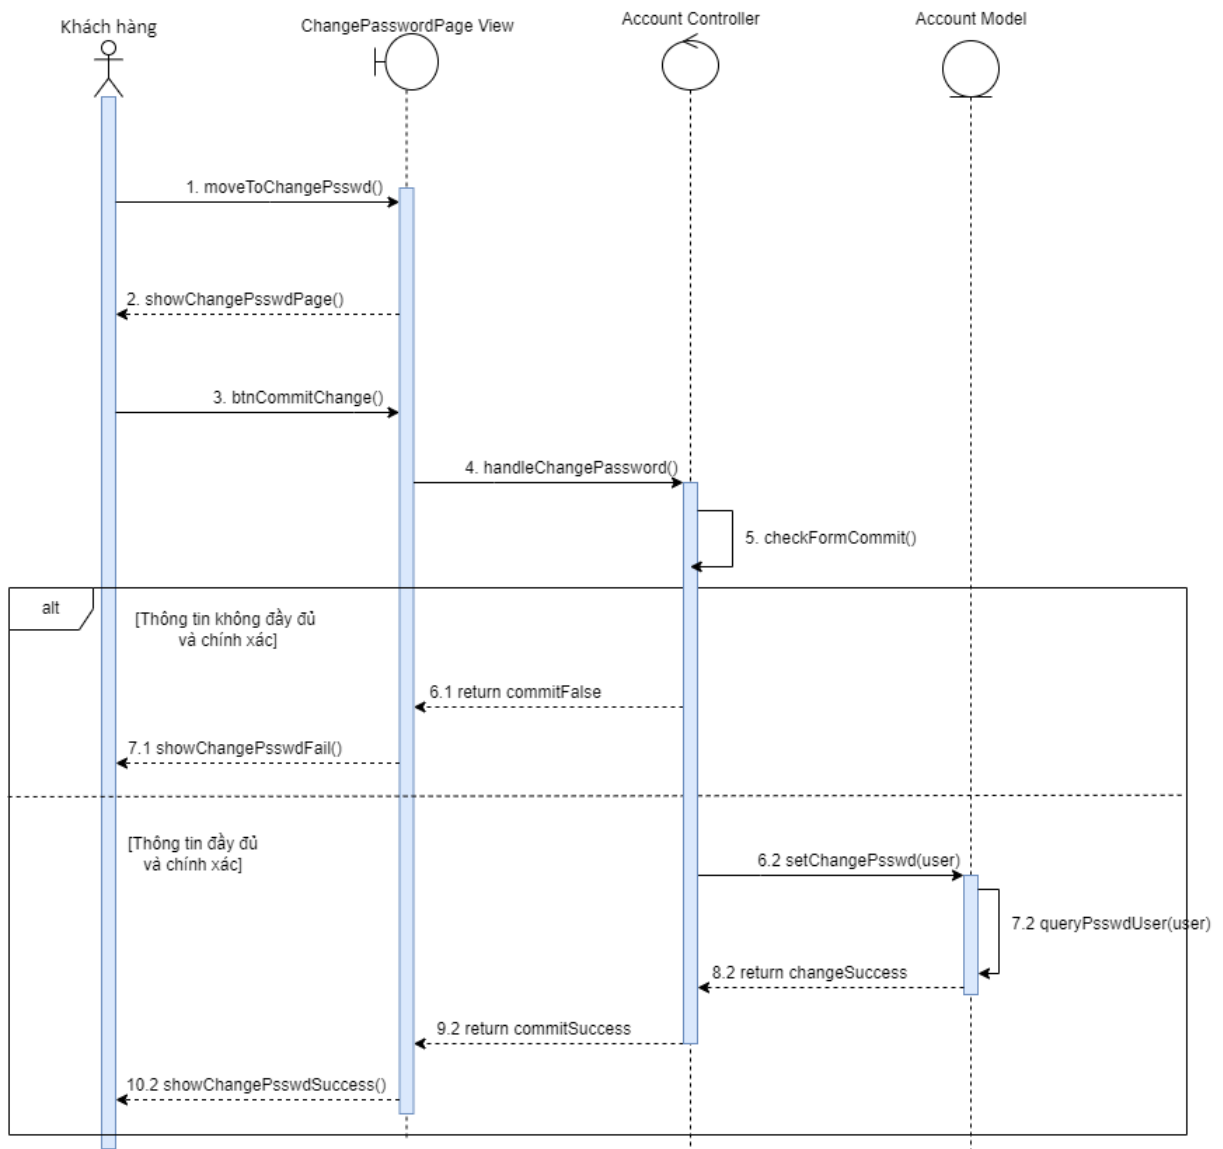 Khách hàng
ChangePasswordPage View
Account Controller
Account Model
1. moveToChangePsswd()
2. showChangePsswdPage()
3. btnCommitChange()
4. handleChangePassword()
5. checkFormCommit()
alt
[Thông tin không đầy đủ
và chính xác]
6.1 return commitFalse
7.1 showChangePsswdFail()
[Thông tin đầy đủ
và chính xác]
6.2 setChangePsswd(user)
7.2 queryPsswdUser(user)
8.2 return changeSuccess
9.2 return commitSuccess
10.2 showChangePsswdSuccess()